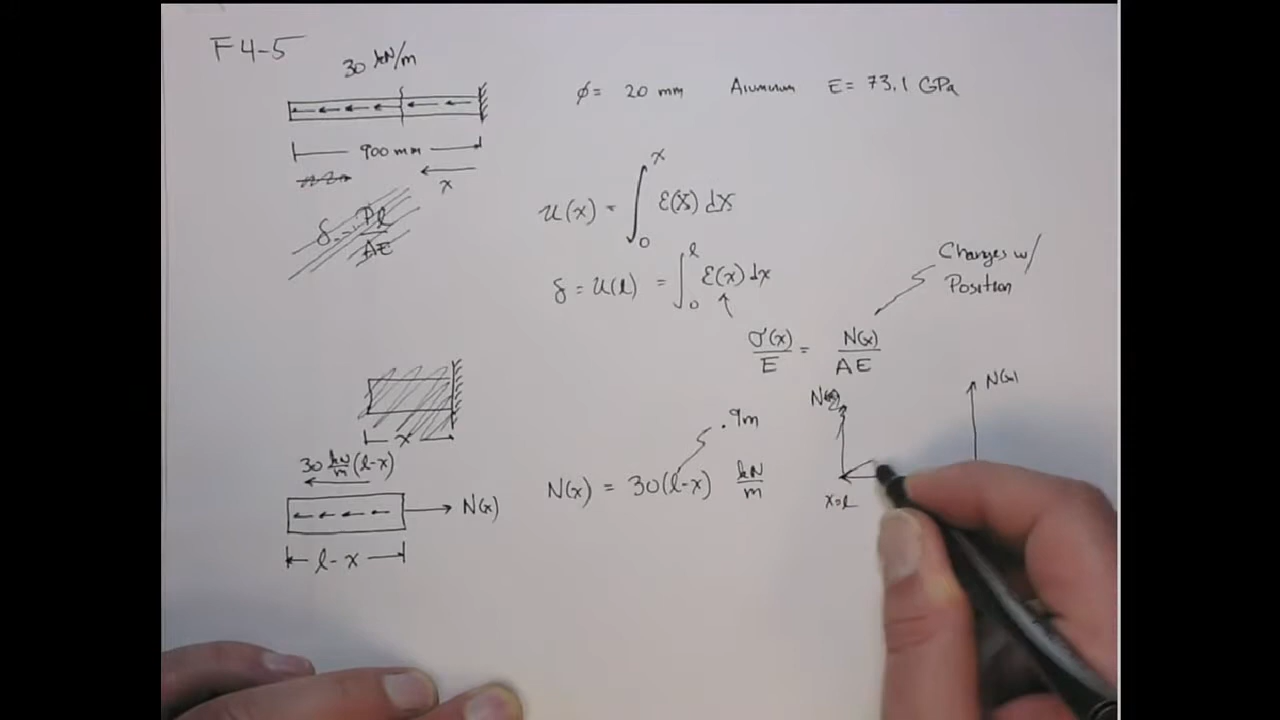 F4-5
30 kN/m
ϕ = 20 mm Aluminum E = 73.1 GPa
900 mm
x
δ = Pl/AE
u(x) = ∫₀ˣ ε(x) dx
δ = u(l) = ∫₀ˡ ε(x) dx
Changes w/
Position
σ(x)/E = N(x)/AE
x
N(x)
.9m
30 kN/m (l-x)
N(x) = 30(l-x) kN/m
x=l
N(x)
l-x